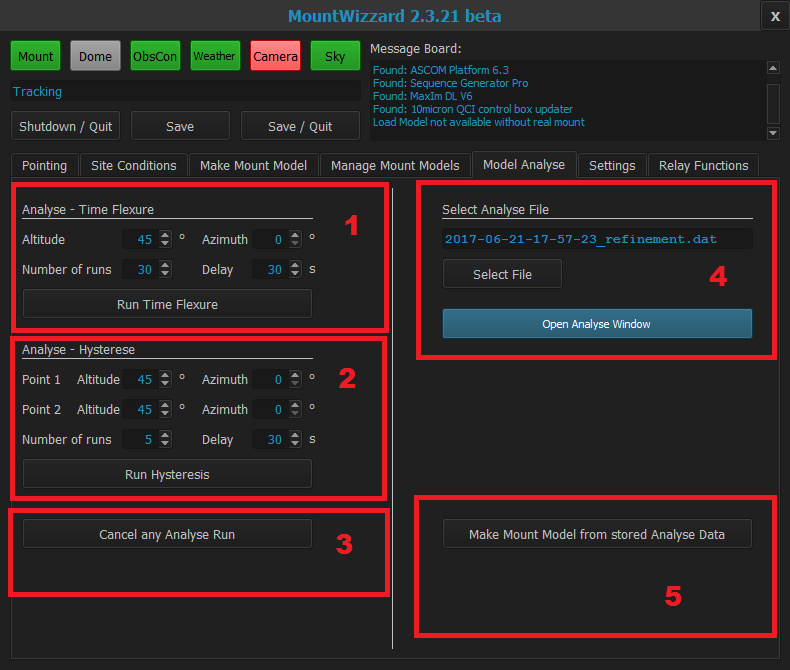 MountWizzard 2.3.21 beta
X
Mount Dome ObsCon Weather Camera Sky
Message Board:
Found: ASCOM Platform 6.3
Found: Sequence Generator Pro
Found: MaxIm DL V6
Found: 10micron QCI control box updater
Load Model not available without real mount
Tracking
Shutdown / Quit Save Save / Quit
Pointing Site Conditions Make Mount Model Manage Mount Models Model Analyse Settings Relay Functions
Analyse - Time Flexure
1
Altitude 45 ° Azimuth 0 °
Number of runs 30 Delay 30 s
Run Time Flexure
Analyse - Hysterese
2
Point 1 Altitude 45 ° Azimuth 0 °
Point 2 Altitude 45 ° Azimuth 0 °
Number of runs 5 Delay 30 s
Run Hysteresis
Cancel any Analyse Run
3
Select Analyse File
2017-06-21-17-57-23_refinement.dat
Select File
4
Open Analyse Window
Make Mount Model from stored Analyse Data
5